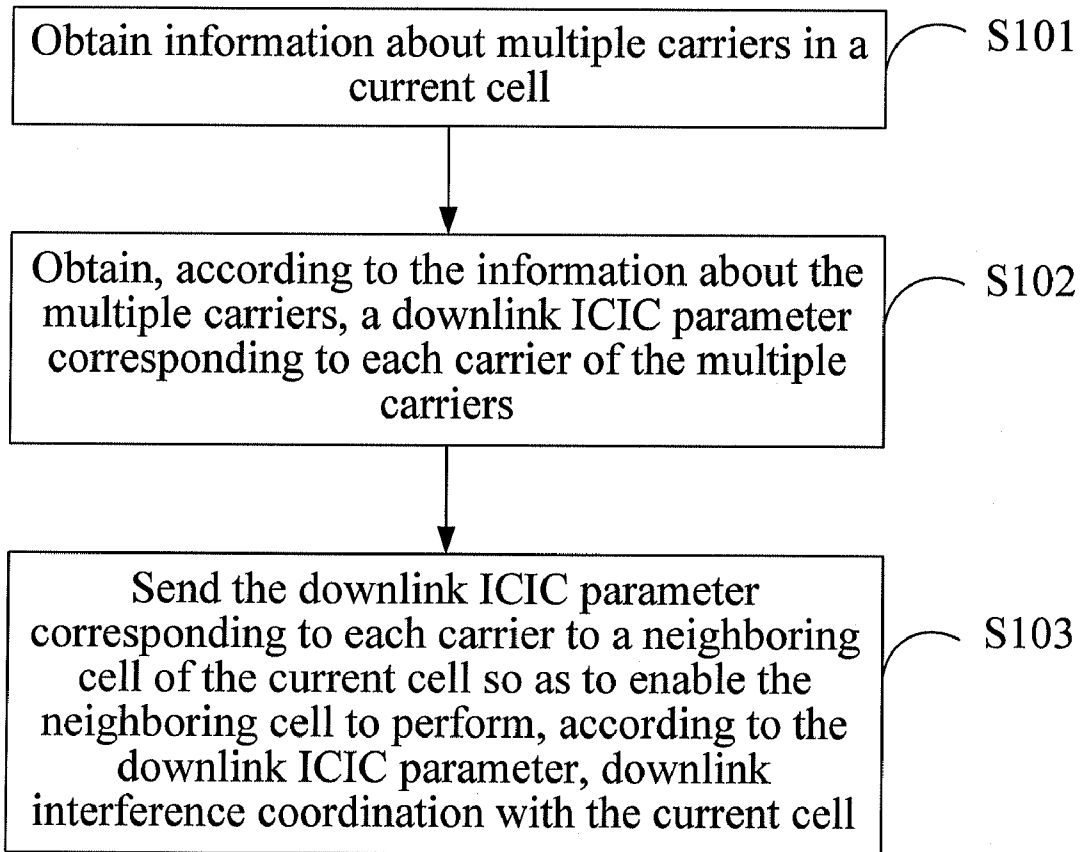 Obtain information about multiple carriers in a
current cell
S101
Obtain, according to the information about the
multiple carriers, a downlink ICIC parameter
corresponding to each carrier of the multiple
carriers
S102
Send the downlink ICIC parameter
corresponding to each carrier to a neighboring
cell of the current cell so as to enable the
neighboring cell to perform, according to the
downlink ICIC parameter, downlink
interference coordination with the current cell
S103